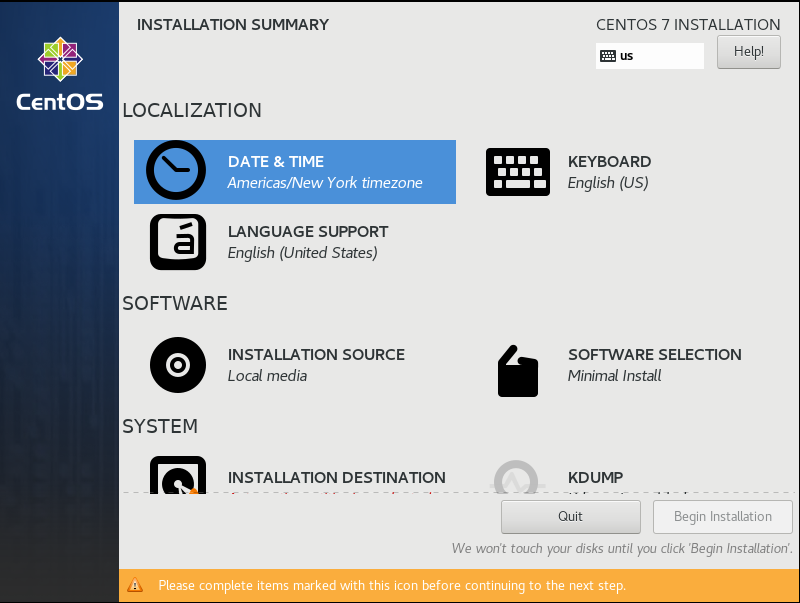 INSTALLATION SUMMARY
CENTOS 7 INSTALLATION
us
Help!
CentOS
LOCALIZATION
DATE & TIME
Americas/New York timezone
KEYBOARD
English (US)
LANGUAGE SUPPORT
English (United States)
SOFTWARE
INSTALLATION SOURCE
Local media
SOFTWARE SELECTION
Minimal Install
SYSTEM
INSTALLATION DESTINATION
KDUMP
Quit
Begin Installation
We won't touch your disks until you click 'Begin Installation'.
Please complete items marked with this icon before continuing to the next step.